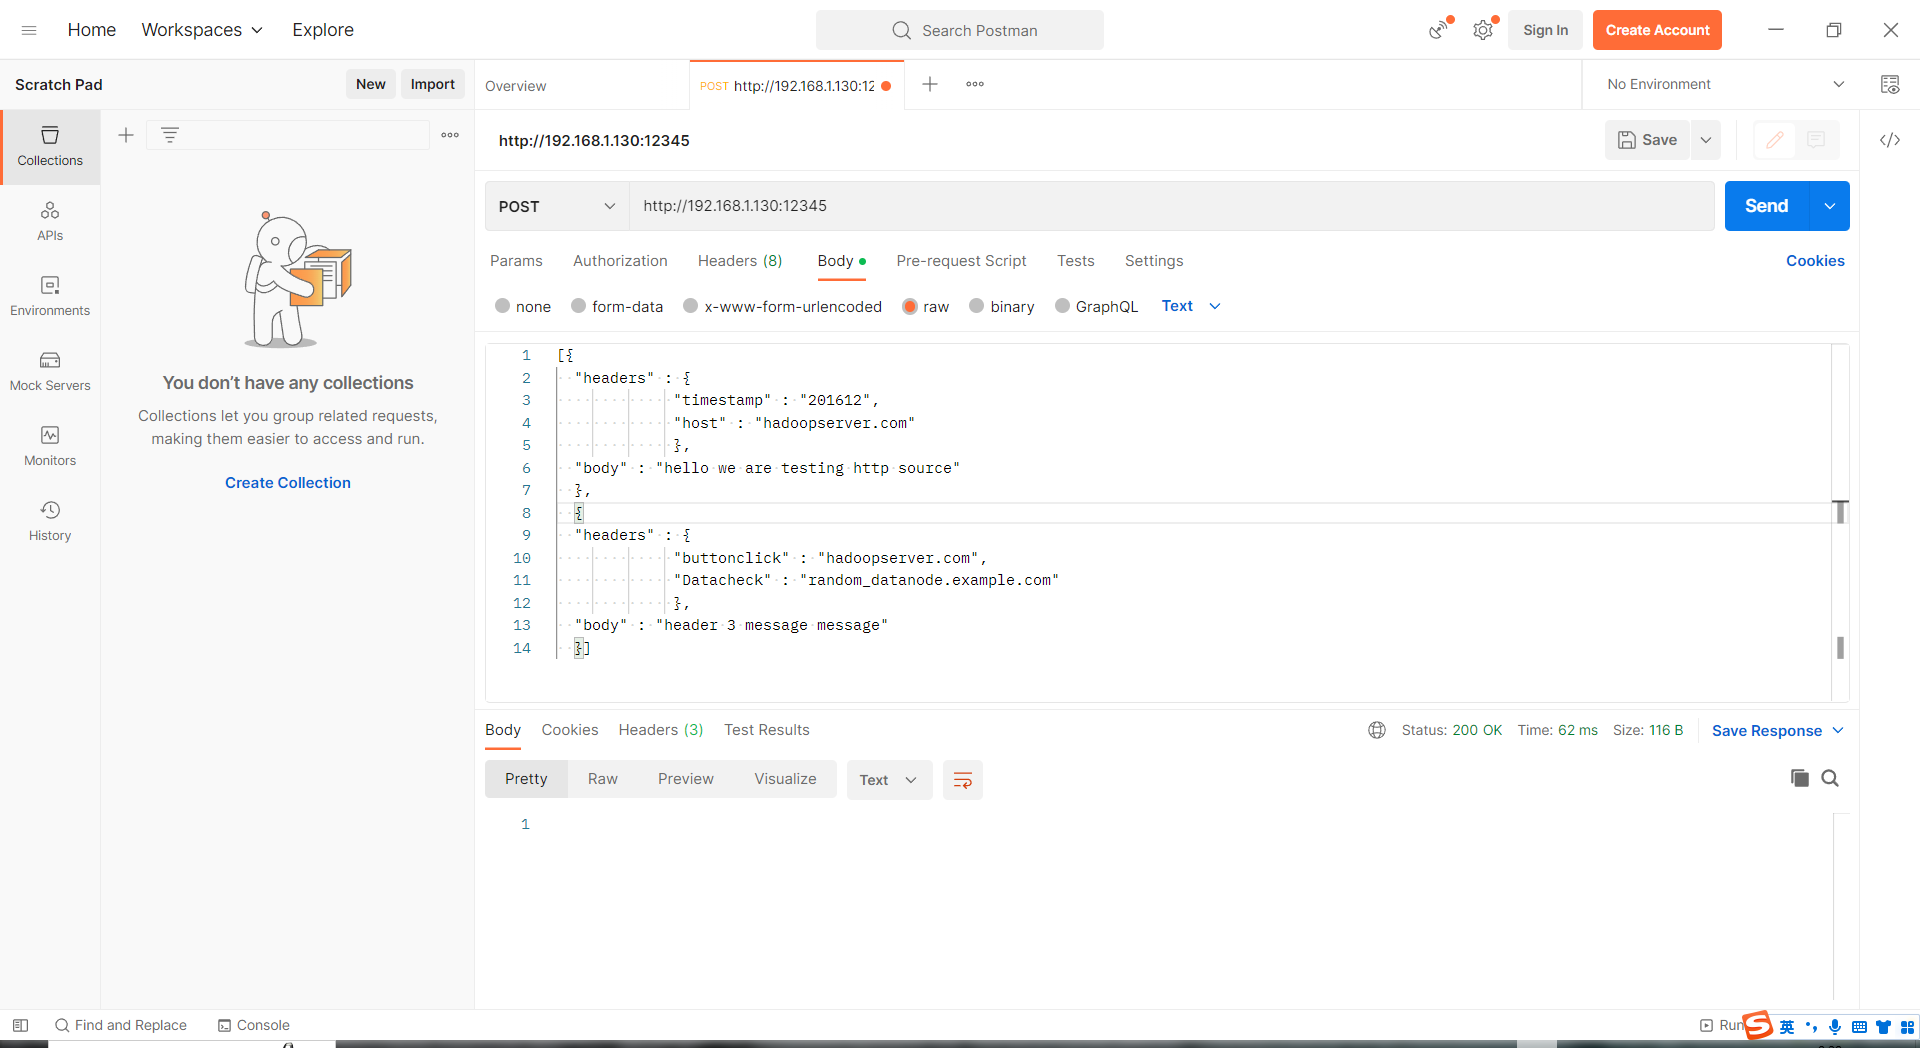 Home Workspaces Explore Search Postman Sign In Create Account
Scratch Pad New Import Overview POST http://192.168.1.130:12 No Environment
http://192.168.1.130:12345 Save
Collections
POST http://192.168.1.130:12345 Send
APIs
Params Authorization Headers (8) Body Pre-request Script Tests Settings Cookies
Environments
none form-data x-www-form-urlencoded raw binary GraphQL Text
Mock Servers
Monitors
History
You don’t have any collections
Collections let you group related requests,
making them easier to access and run.
Create Collection
1 [{
2 "headers" : {
3 "timestamp" : "201612",
4 "host" : "hadoopserver.com"
5 },
6 "body" : "hello we are testing http source"
7 },
8 {
9 "headers" : {
10 "buttonclick" : "hadoopserver.com",
11 "Datacheck" : "random_datanode.example.com"
12 },
13 "body" : "header 3 message message"
14 }]
Body Cookies Headers (3) Test Results Status: 200 OK Time: 62 ms Size: 116 B Save Response
Pretty Raw Preview Visualize Text
1
Find and Replace Console Run 英